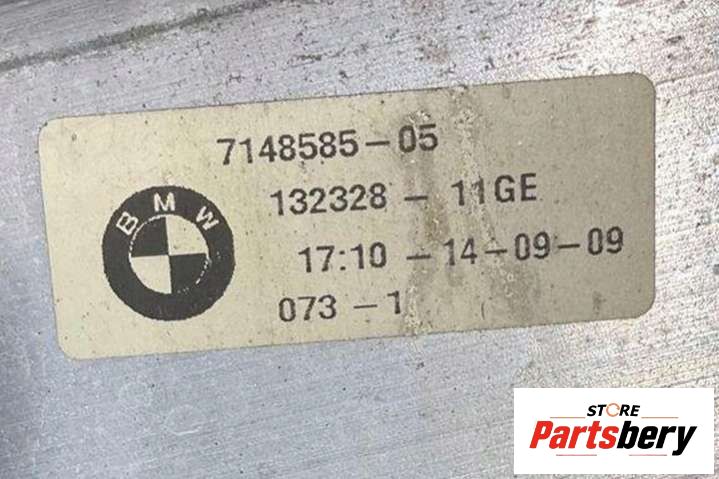 7148585-05
132328 - 11GE
BMW
17:10 - 14-09-09
073 - 1
STORE
Partsbery